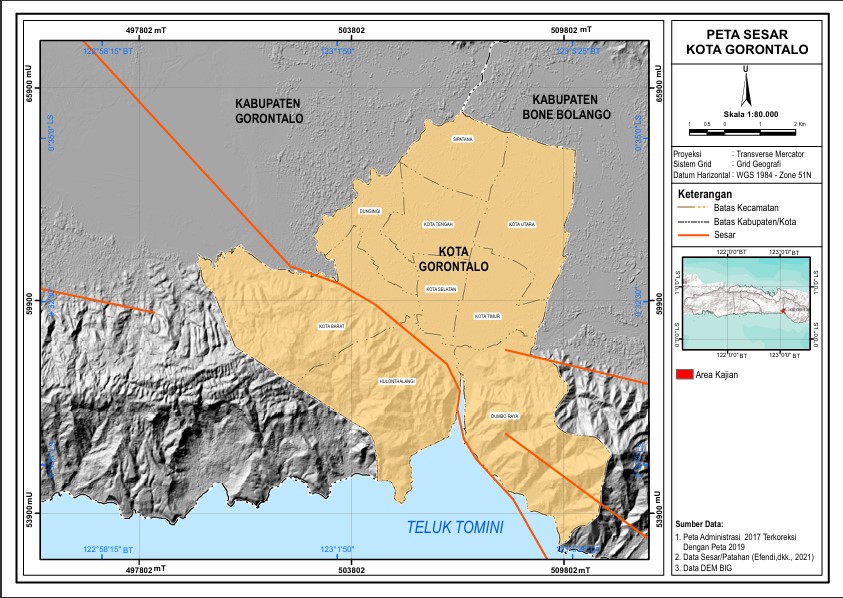 497802 mT
503802
509802 mT
122°58'15" BT
123°1'50"
123°5'25" BT
65900 mU
65900 mU
0°35'0" LS
0°35'0" LS
KABUPATEN
GORONTALO
KABUPATEN
BONE BOLANGO
SIPATANA
DUNGINGI
KOTA TENGAH
KOTA UTARA
KOTA
GORONTALO
KOTA SELATAN
KOTA TIMUR
KOTA BARAT
HULONTHALANGI
DUMBO RAYA
59900
59900
0°32'30"
TELUK TOMINI
53900 mU
53900 mU
122°58'15" BT
123°1'50"
497802 mT
503802
509802 mT
PETA SESAR
KOTA GORONTALO
U
Skala 1:80.000
1 0.5 0 1 2 Km
Proyeksi : Transverse Mercator
Sistem Grid : Grid Geografi
Datum Horizontal : WGS 1984 - Zone 51N
Keterangan
Batas Kecamatan
Batas Kabupaten/Kota
Sesar
122°0'0"BT 123°0'0" BT
1°0'0" LS
1°0'0" LS
0°0'0" LS
0°0'0" LS
122°0'0" BT 123°0'0" BT
Area Kajian
Sumber Data:
1. Peta Administrasi 2017 Terkoreksi
Dengan Peta 2019
2. Data Sesar/Patahan (Efendi,dkk., 2021)
3. Data DEM BIG